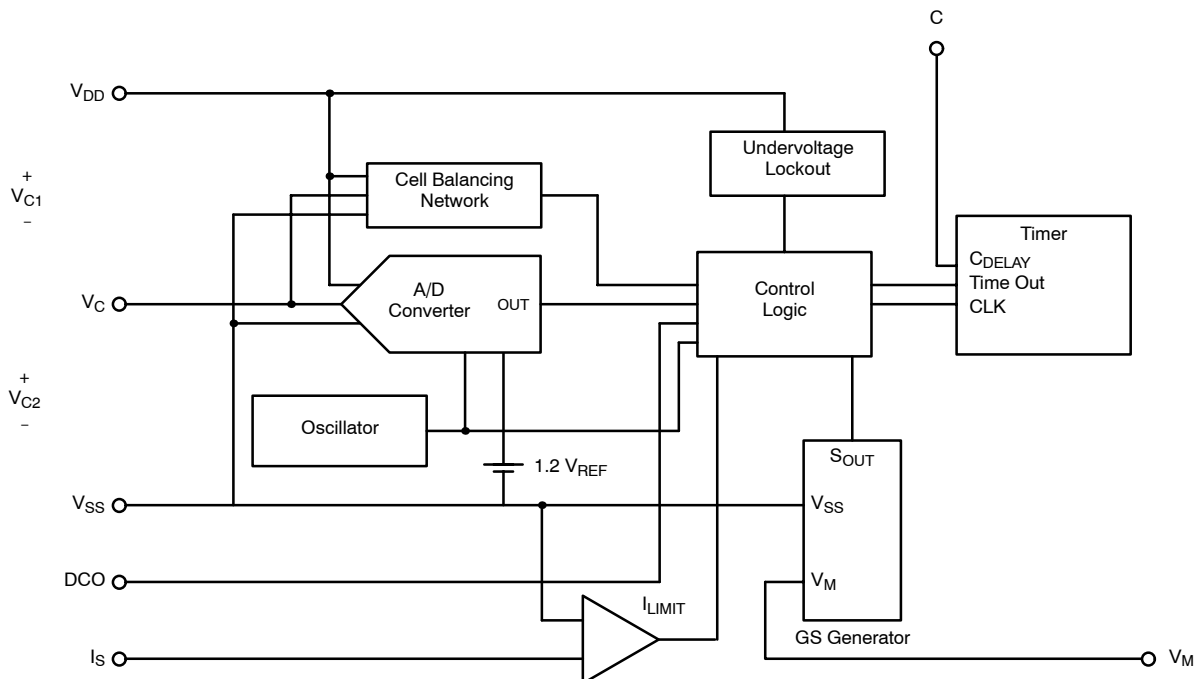 C
VDD
Undervoltage
Lockout
+
VC1
–
Cell Balancing
Network
Timer
CDELAY
Time Out
CLK
VC
A/D
Converter
OUT
Control
Logic
+
VC2
–
Oscillator
1.2 VREF
SOUT
VSS
VSS
DCO
VM
ILIMIT
GS Generator
IS
VM